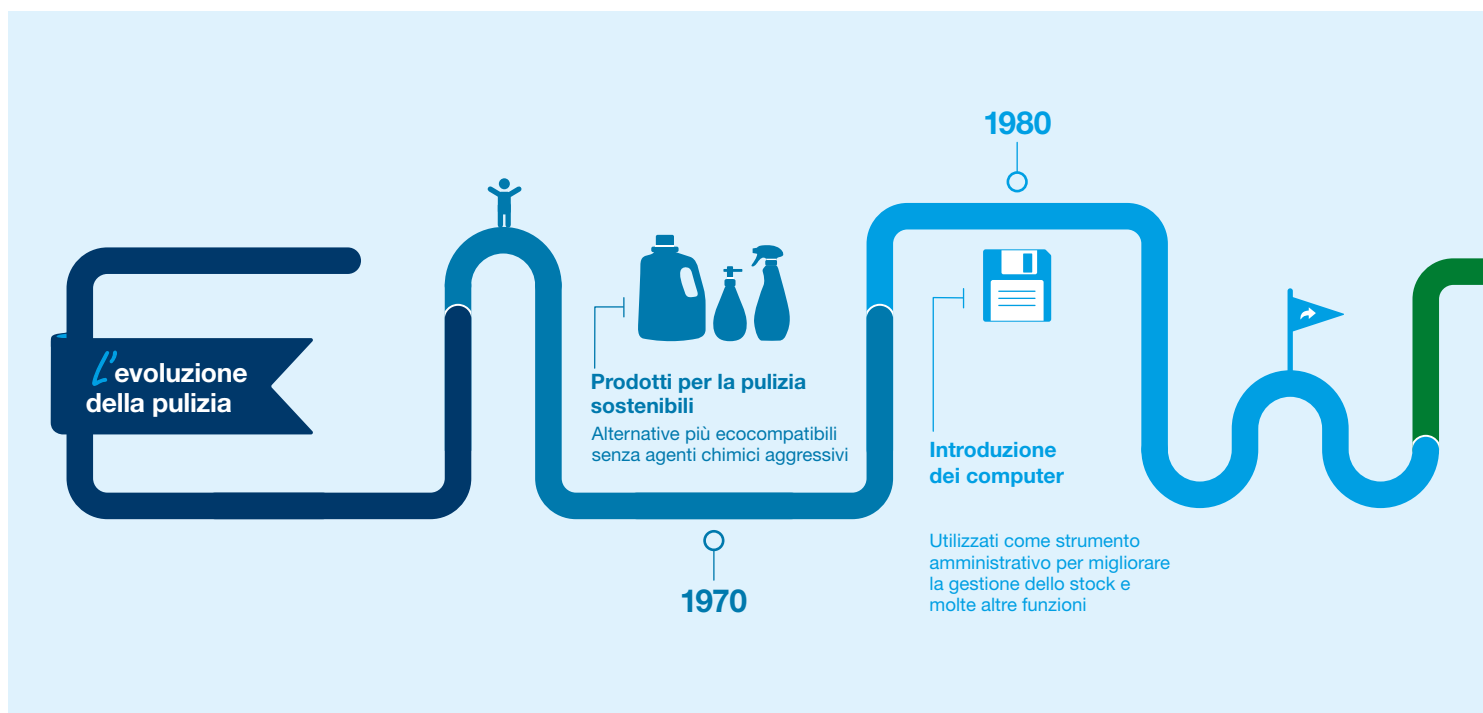 L'evoluzione
della pulizia
Prodotti per la pulizia
sostenibili
Alternative più ecocompatibili
senza agenti chimici aggressivi
1970
1980
Introduzione
dei computer
Utilizzati come strumento
amministrativo per migliorare
la gestione dello stock e
molte altre funzioni